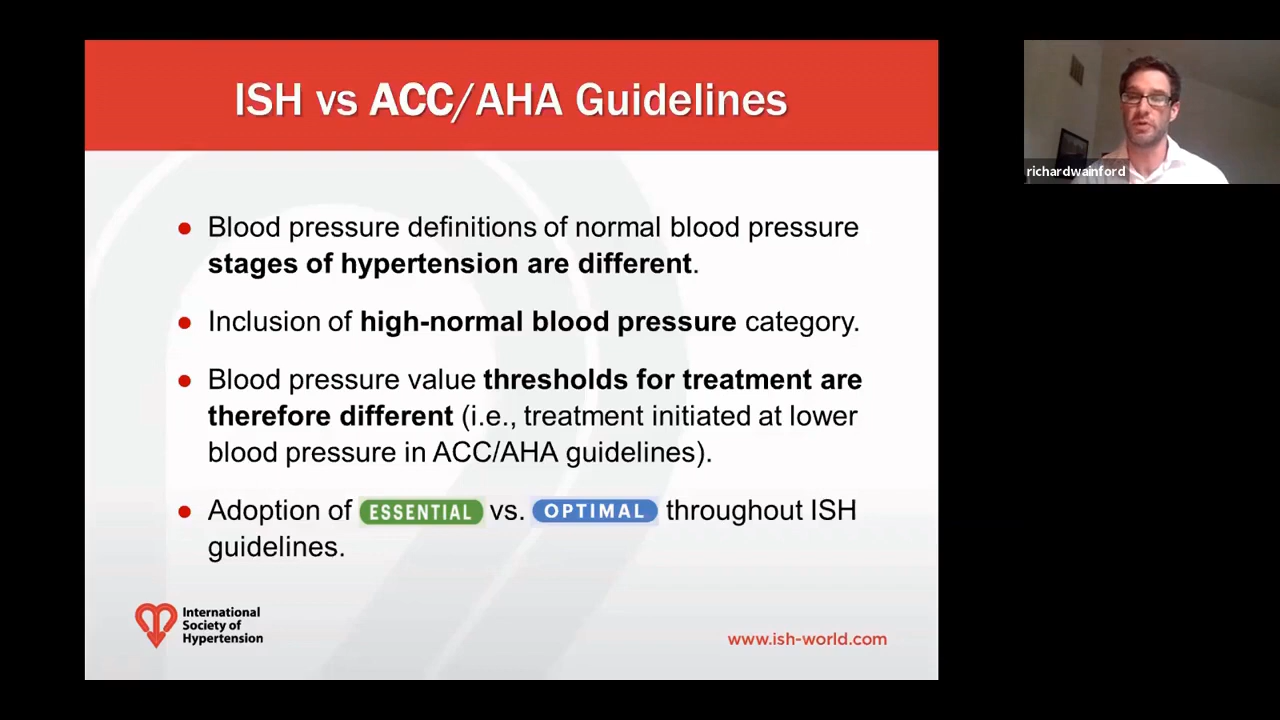 ISH vs ACC/AHA Guidelines
richardwainford
● Blood pressure definitions of normal blood pressure
stages of hypertension are different.
● Inclusion of high-normal blood pressure category.
● Blood pressure value thresholds for treatment are
therefore different (i.e., treatment initiated at lower
blood pressure in ACC/AHA guidelines).
● Adoption of ESSENTIAL vs. OPTIMAL throughout ISH
guidelines.
International
Society of
Hypertension
www.ish-world.com